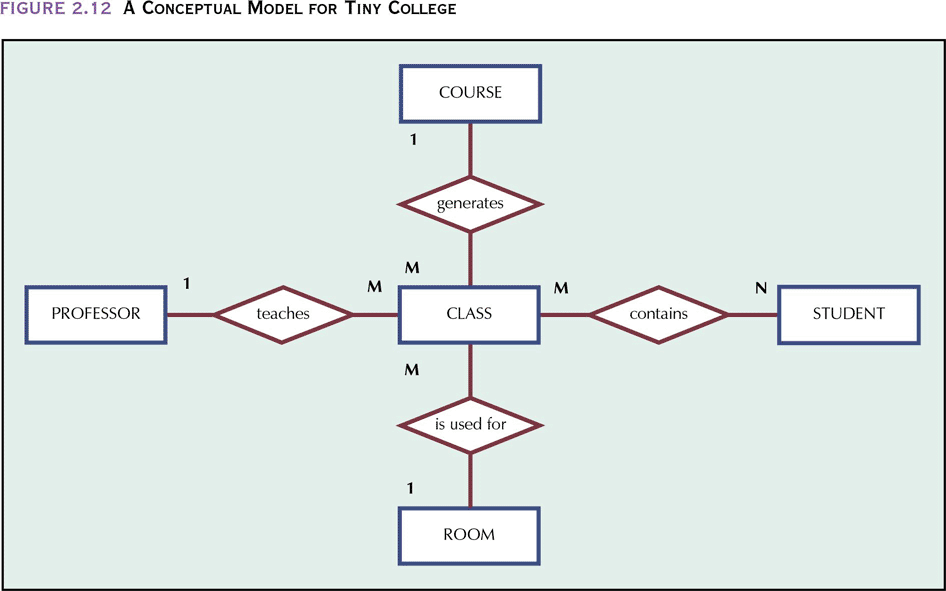 FIGURE 2.12 A CONCEPTUAL MODEL FOR TINY COLLEGE
COURSE
1
generates
M
PROFESSOR
1
teaches
M
CLASS
M
contains
N
STUDENT
M
is used for
1
ROOM